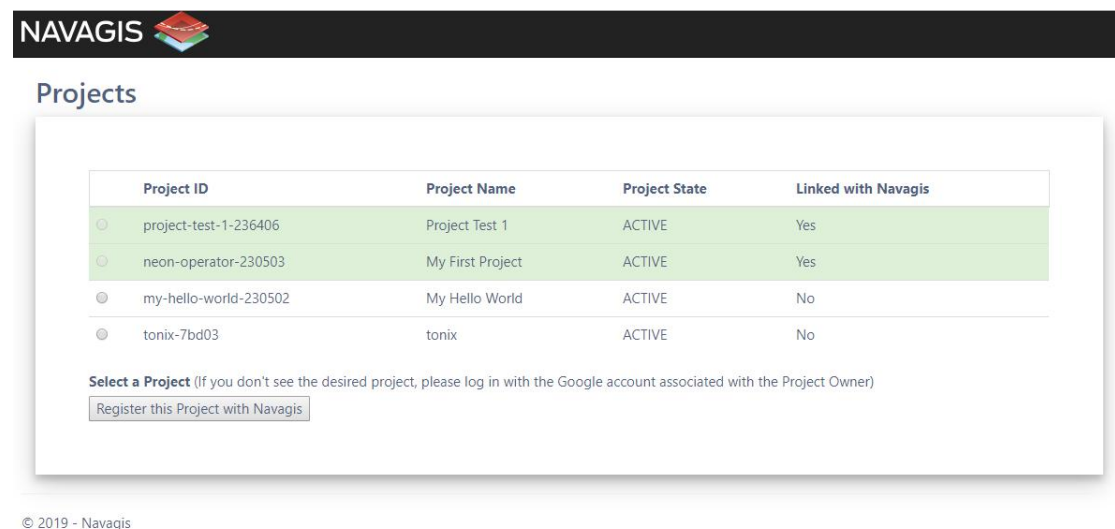 NAVAGIS
Projects
Project ID Project Name Project State Linked with Navagis
project-test-1-236406 Project Test 1 ACTIVE Yes
neon-operator-230503 My First Project ACTIVE Yes
my-hello-world-230502 My Hello World ACTIVE No
tonix-7bd03 tonix ACTIVE No
Select a Project (If you don't see the desired project, please log in with the Google account associated with the Project Owner)
Register this Project with Navagis
© 2019 - Navagis